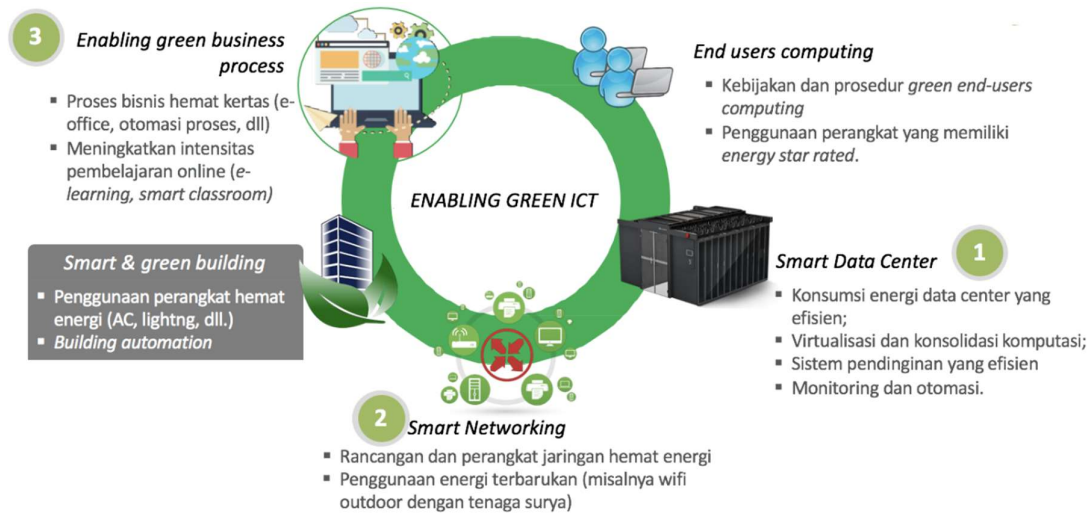 3
Enabling green business
process
▪ Proses bisnis hemat kertas (e-
office, otomasi proses, dll)
▪ Meningkatkan intensitas
pembelajaran online (e-
learning, smart classroom)
End users computing
▪ Kebijakan dan prosedur green end-users
computing
▪ Penggunaan perangkat yang memiliki
energy star rated.
ENABLING GREEN ICT
Smart & green building
▪ Penggunaan perangkat hemat
energi (AC, lightng, dll.)
▪ Building automation
1
Smart Data Center
▪ Konsumsi energi data center yang
efisien;
▪ Virtualisasi dan konsolidasi komputasi;
▪ Sistem pendinginan yang efisien
▪ Monitoring dan otomasi.
2
Smart Networking
▪ Rancangan dan perangkat jaringan hemat energi
▪ Penggunaan energi terbarukan (misalnya wifi
outdoor dengan tenaga surya)